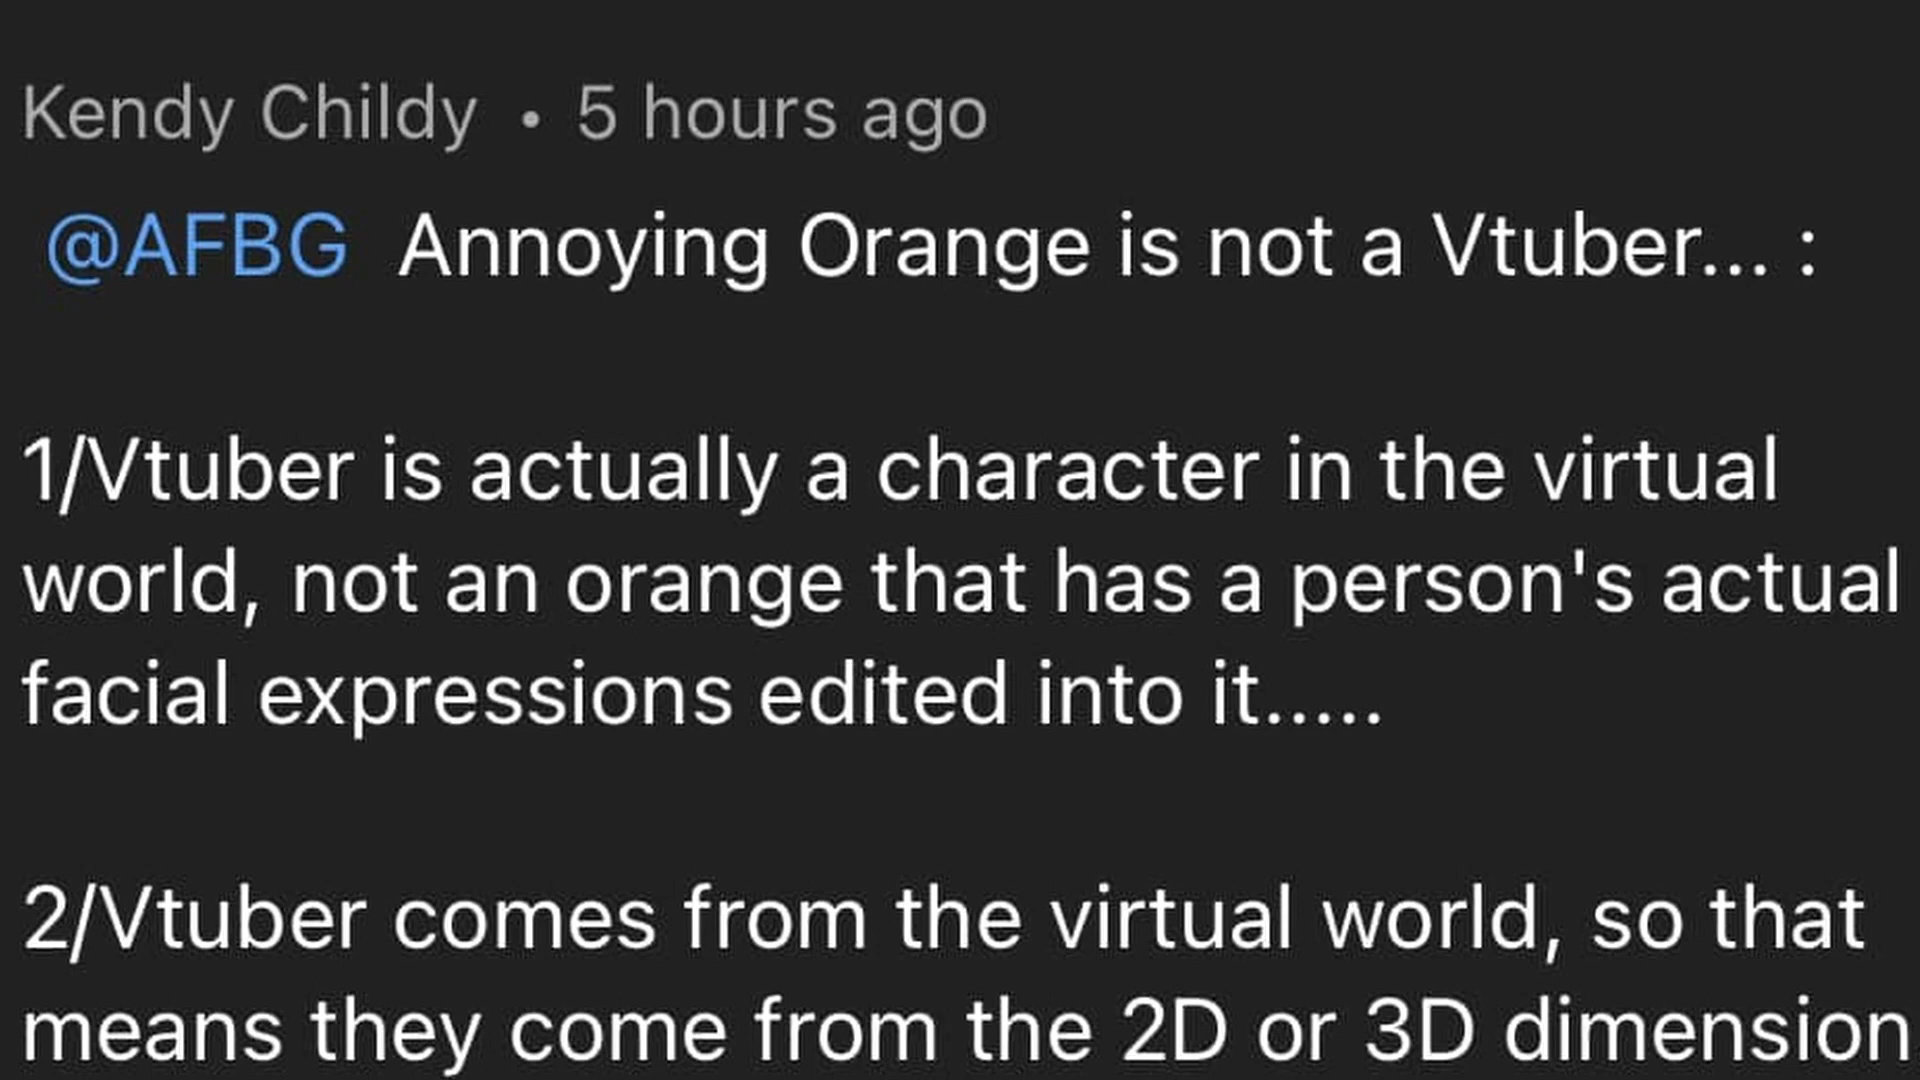 Kendy Childy • 5 hours ago
@AFBG Annoying Orange is not a Vtuber... :
1/Vtuber is actually a character in the virtual
world, not an orange that has a person's actual
facial expressions edited into it.....
2/Vtuber comes from the virtual world, so that
means they come from the 2D or 3D dimension